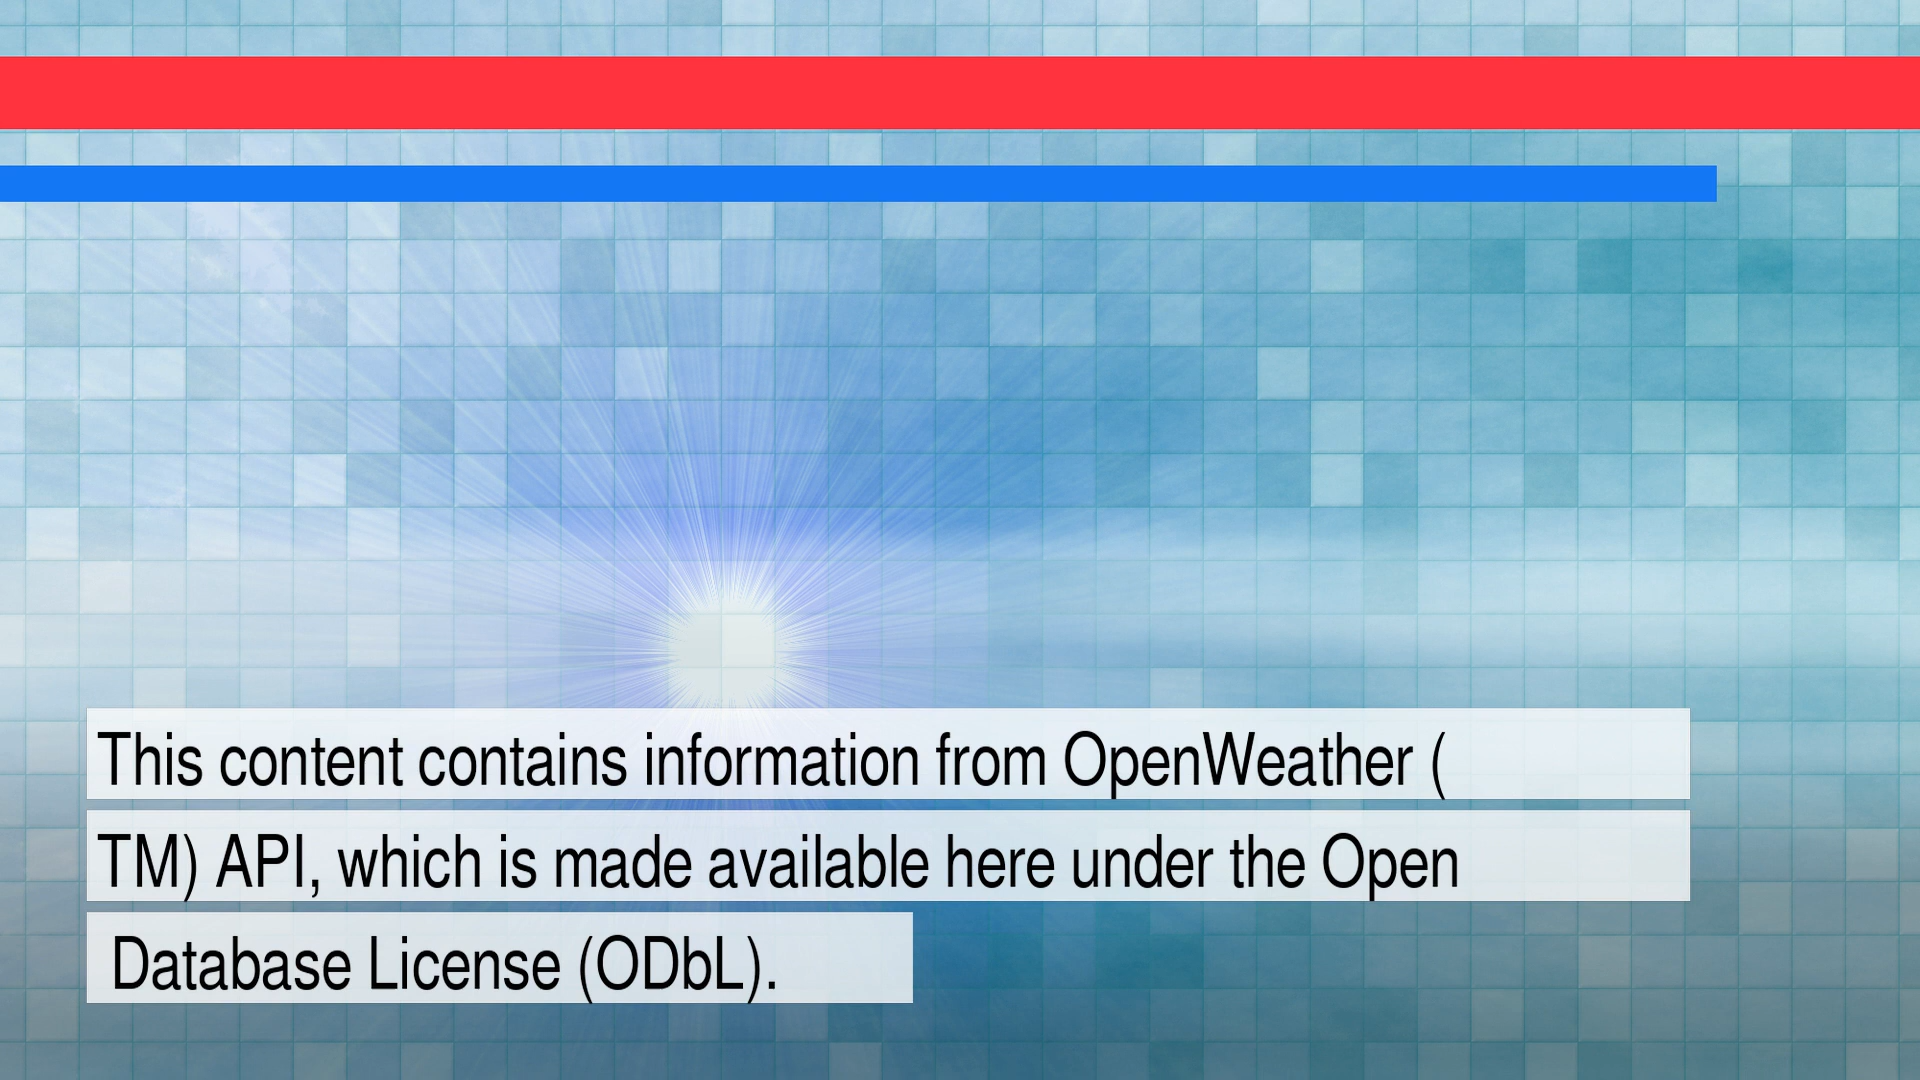 This content contains information from OpenWeather (
TM) API, which is made available here under the Open
Database License (ODbL).